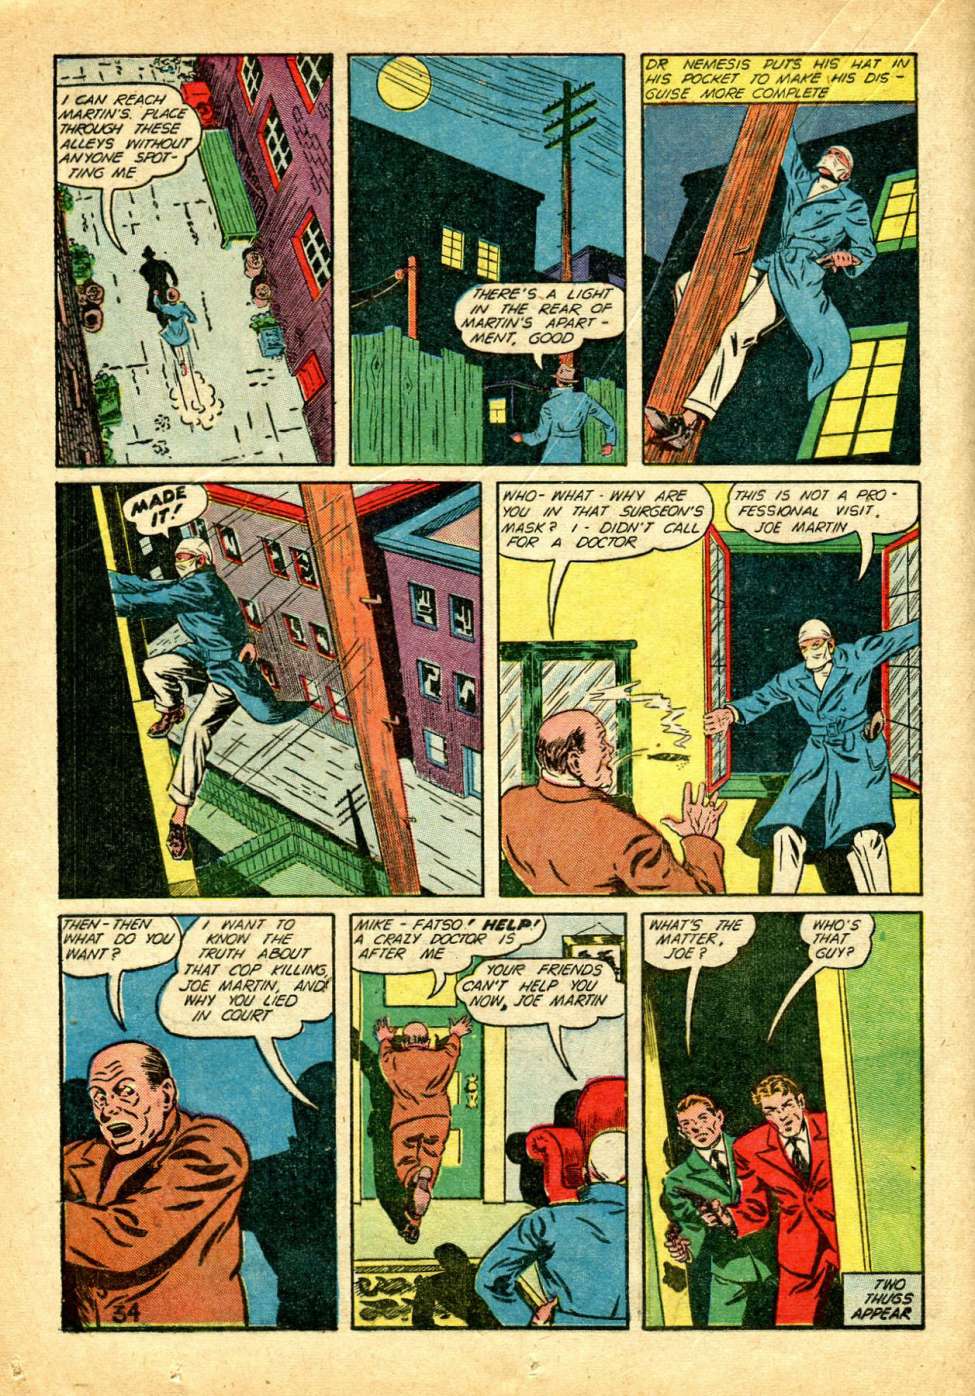 I CAN REACH
MARTIN'S PLACE
THROUGH THESE
ALLEYS WITHOUT
ANYONE SPOT-
TING ME
THERE'S A LIGHT
IN THE REAR OF
MARTIN'S APART-
MENT, GOOD
DR NEMESIS PUTS HIS HAT IN
HIS POCKET TO MAKE HIS DIS-
GUISE MORE COMPLETE
MADE
IT!
WHO- WHAT - WHY ARE
YOU IN THAT SURGEON'S
MASK? I - DIDN'T CALL
FOR A DOCTOR
THIS IS NOT A PRO-
FESSIONAL VISIT,
JOE MARTIN
THEN-THEN
WHAT DO YOU
WANT?
I WANT TO
KNOW THE
TRUTH ABOUT
THAT COP KILLING,
JOE MARTIN, AND
WHY YOU LIED
IN COURT
MIKE - FATSO! HELP!
A CRAZY DOCTOR IS
AFTER ME
YOUR FRIENDS
CAN'T HELP YOU
NOW, JOE MARTIN
WHAT'S THE
MATTER,
JOE?
WHO'S
THAT
GUY?
TWO
THUGS
APPEAR
34